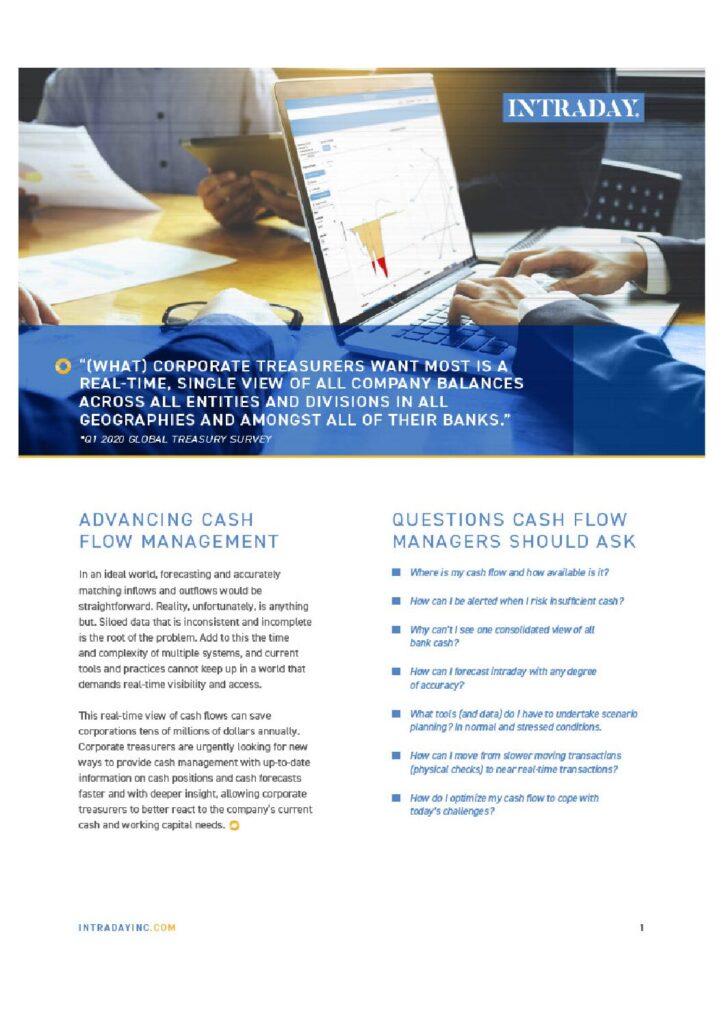 INTRADAY®
“(WHAT) CORPORATE TREASURERS WANT MOST IS A
REAL-TIME, SINGLE VIEW OF ALL COMPANY BALANCES
ACROSS ALL ENTITIES AND DIVISIONS IN ALL
GEOGRAPHIES AND AMONGST ALL OF THEIR BANKS.”
*Q1 2020 GLOBAL TREASURY SURVEY
ADVANCING CASH
FLOW MANAGEMENT
In an ideal world, forecasting and accurately
matching inflows and outflows would be
straightforward. Reality, unfortunately, is anything
but. Siloed data that is inconsistent and incomplete
is the root of the problem. Add to this the time
and complexity of multiple systems, and current
tools and practices cannot keep up in a world that
demands real-time visibility and access.
This real-time view of cash flows can save
corporations tens of millions of dollars annually.
Corporate treasurers are urgently looking for new
ways to provide cash management with up-to-date
information on cash positions and cash forecasts
faster and with deeper insight, allowing corporate
treasurers to better react to the company's current
cash and working capital needs.
QUESTIONS CASH FLOW
MANAGERS SHOULD ASK
Where is my cash flow and how available is it?
How can I be alerted when I risk insufficient cash?
Why can't I see one consolidated view of all
bank cash?
How can I forecast intraday with any degree
of accuracy?
What tools (and data) do I have to undertake scenario
planning? In normal and stressed conditions.
How can I move from slower moving transactions
(physical checks) to near real-time transactions?
How do I optimize my cash flow to cope with
today's challenges?
INTRADAYINC.COM
1